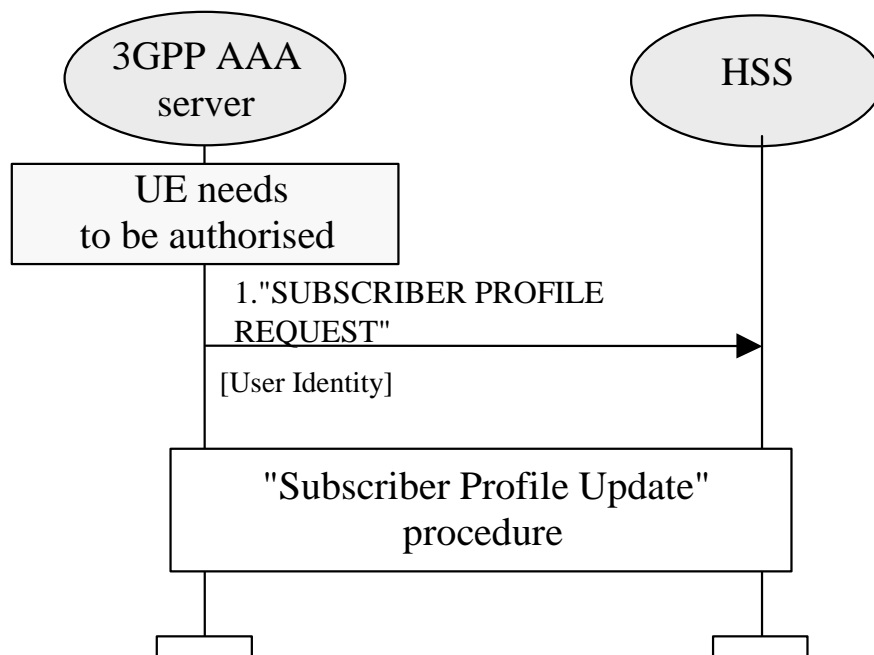 3GPP AAA
server
HSS
UE needs
to be authorised
1."SUBSCRIBER PROFILE
REQUEST"
[User Identity]
"Subscriber Profile Update"
procedure